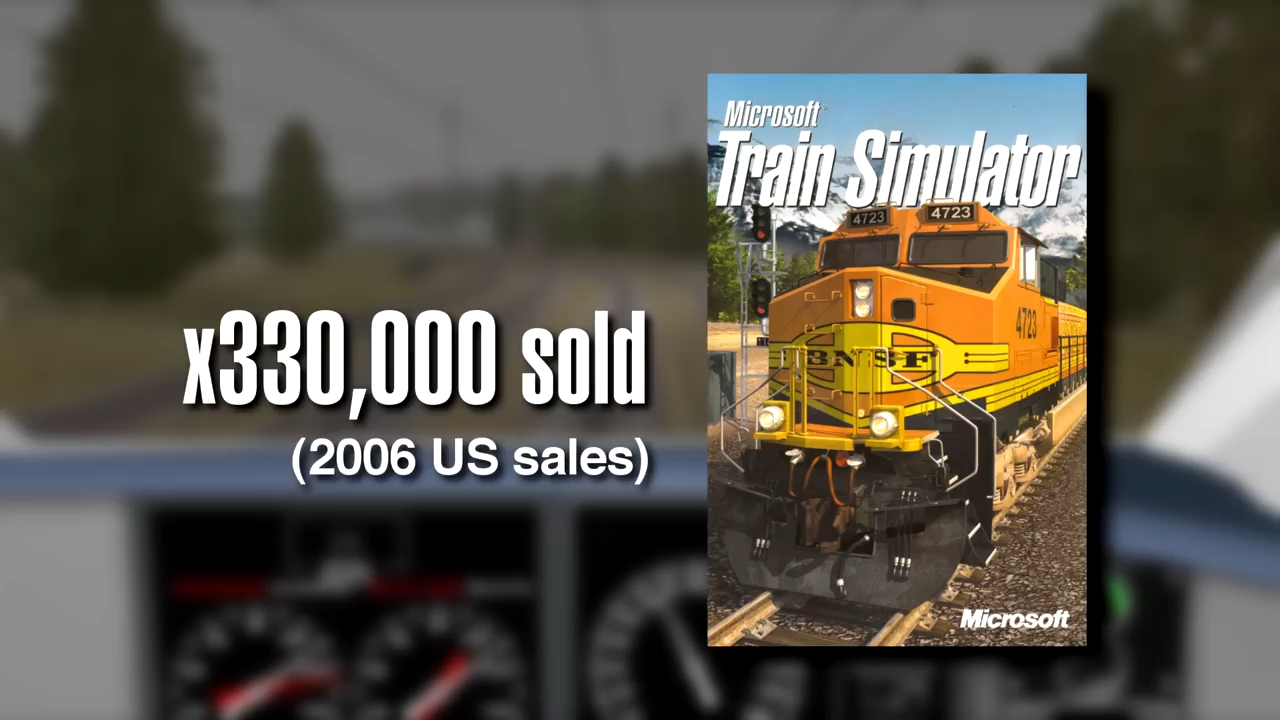 Microsoft
Train Simulator
4723
4723
4723
BNSF
x330,000 sold
(2006 US sales)
Microsoft